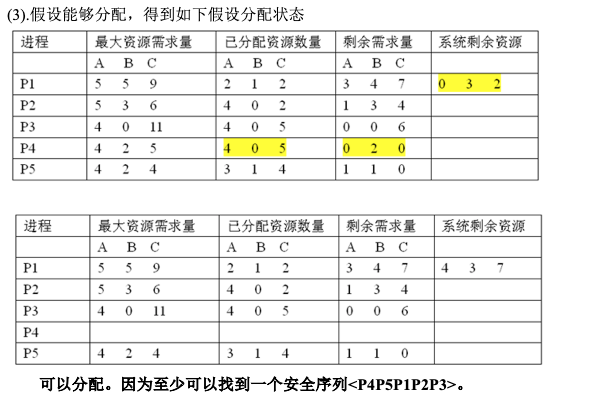 (3).假设能够分配，得到如下假设分配状态
进程 最大资源需求量 已分配资源数量 剩余需求量 系统剩余资源
A B C A B C A B C
P1 5 5 9 2 1 2 3 4 7 0 3 2
P2 5 3 6 4 0 2 1 3 4
P3 4 0 11 4 0 5 0 0 6
P4 4 2 5 4 0 5 0 2 0
P5 4 2 4 3 1 4 1 1 0
进程 最大资源需求量 已分配资源数量 剩余需求量 系统剩余资源
A B C A B C A B C
P1 5 5 9 2 1 2 3 4 7 4 3 7
P2 5 3 6 4 0 2 1 3 4
P3 4 0 11 4 0 5 0 0 6
P4
P5 4 2 4 3 1 4 1 1 0
可以分配。因为至少可以找到一个安全序列<P4P5P1P2P3>。